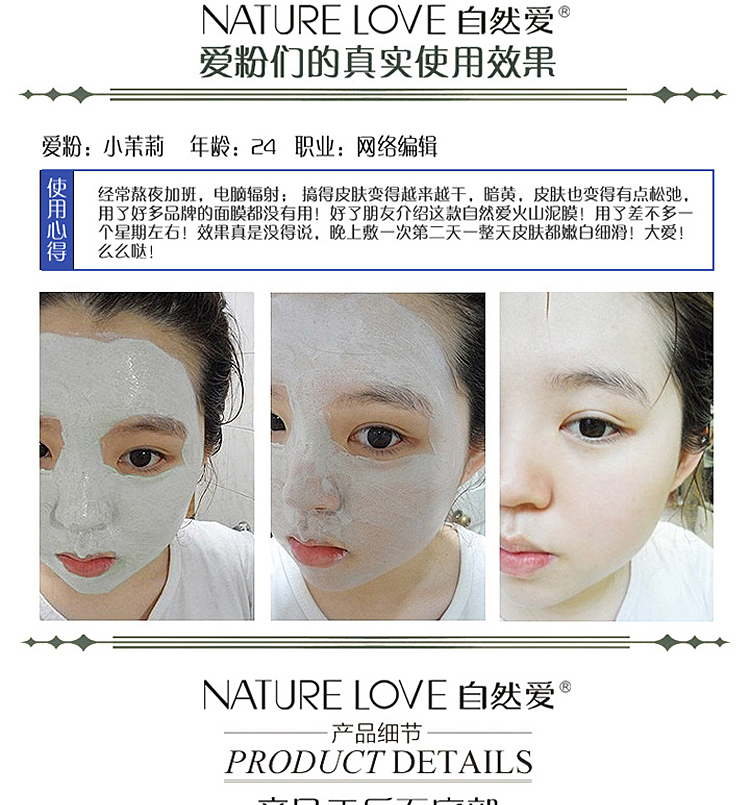 NATURE LOVE 自然爱®
爱粉们的真实使用效果
爱粉：小茉莉 年龄：24 职业：网络编辑
使用心得
经常熬夜加班，电脑辐射；搞得皮肤变得越来越干，暗黄，皮肤也变得有点松弛，
用了好多品牌的面膜都没有用！好了朋友介绍这款自然爱火山泥膜！用了差不多一
个星期左右！效果真是没得说，晚上敷一次第二天一整天皮肤都嫩白细滑！大爱！
么么哒！
NATURE LOVE 自然爱®
产品细节
PRODUCT DETAILS